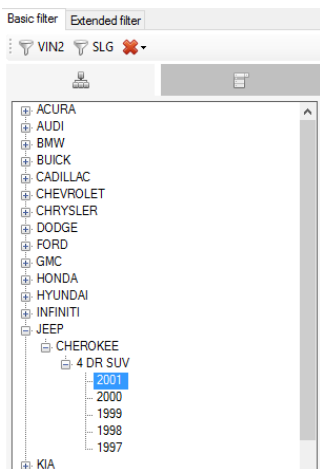 Basic filter Extended filter
VIN2 SLG
ACURA
AUDI
BMW
BUICK
CADILLAC
CHEVROLET
CHRYSLER
DODGE
FORD
GMC
HONDA
HYUNDAI
INFINITI
JEEP
CHEROKEE
4 DR SUV
2001
2000
1999
1998
1997
KIA